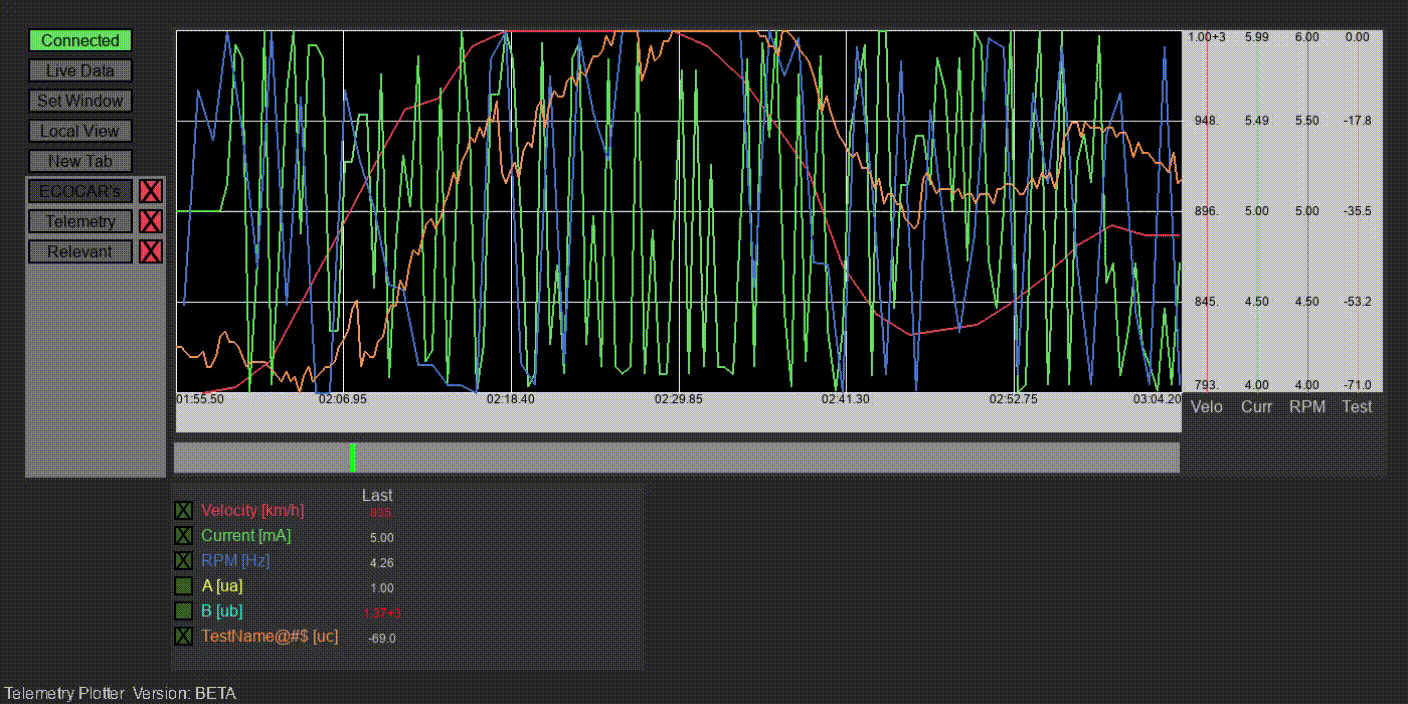 Connected
Live Data
Set Window
Local View
New Tab
ECOCAR's X
Telemetry X
Relevant X
1.00+3 5.99 6.00 0.00
948. 5.49 5.50 -17.8
896. 5.00 5.00 -35.5
845. 4.50 4.50 -53.2
793. 4.00 4.00 -71.0
Velo Curr RPM Test
01:55.50 02:06.95 02:18.40 02:29.85 02:41.30 02:52.75 03:04.20
Last
X Velocity [km/h] 835
X Current [mA] 5.00
X RPM [Hz] 4.26
A [ua] 1.00
B [ub] 1.37+3
X TestName@#$ [uc] -69.0
Telemetry Plotter Version: BETA